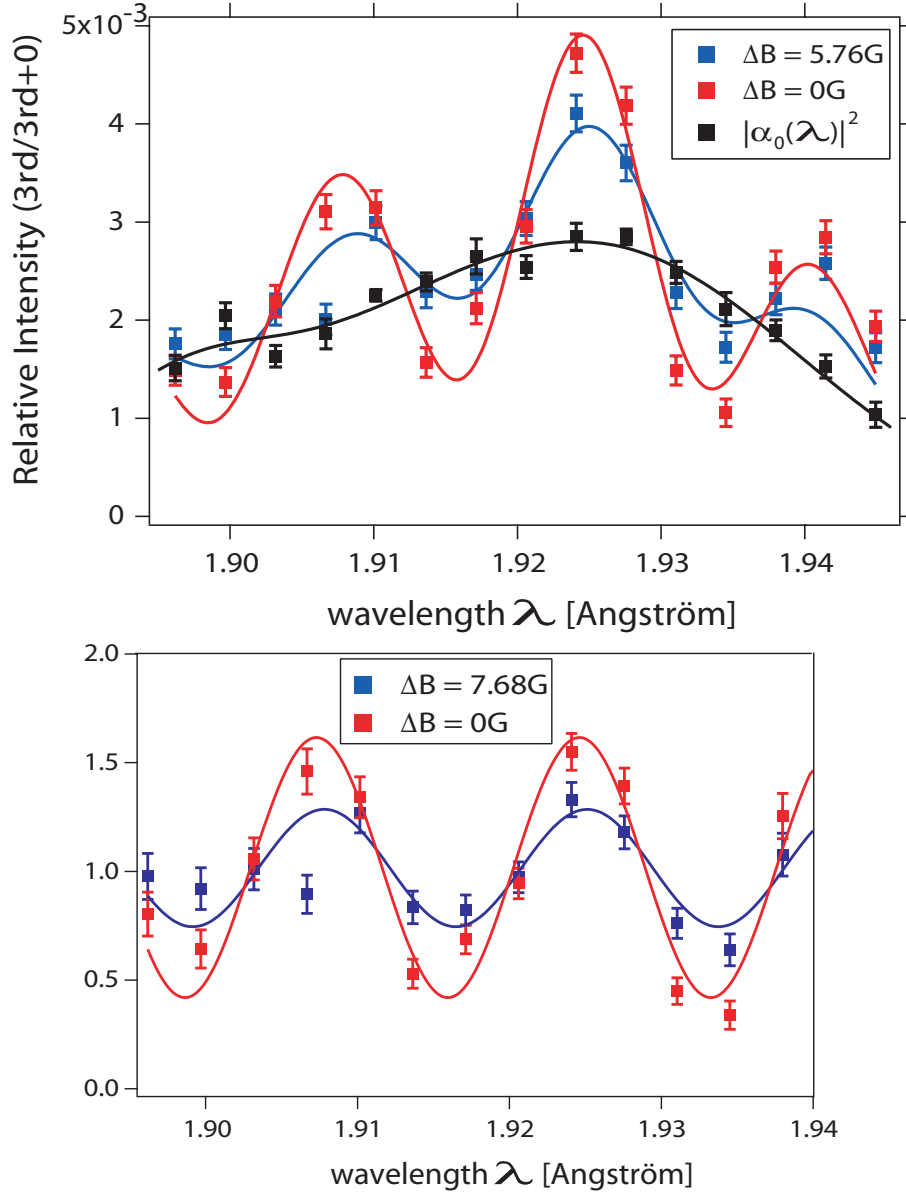 Relative Intensity (3rd/3rd+0)
5x10⁻³
4
3
2
1
0
ΔB = 5.76G
ΔB = 0G
|α₀(λ)|²
1.90 1.91 1.92 1.93 1.94
wavelength λ [Angström]
2.0
1.5
1.0
0.5
0.0
ΔB = 7.68G
ΔB = 0G
1.90 1.91 1.92 1.93 1.94
wavelength λ [Angström]